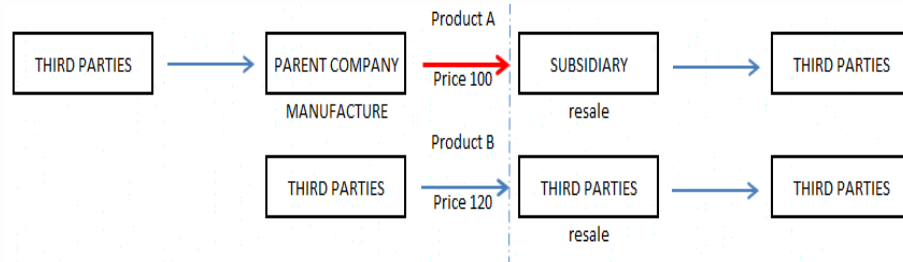 Product A
THIRD PARTIES
PARENT COMPANY
SUBSIDIARY
THIRD PARTIES
Price 100
MANUFACTURE
resale
Product B
THIRD PARTIES
THIRD PARTIES
THIRD PARTIES
Price 120
resale